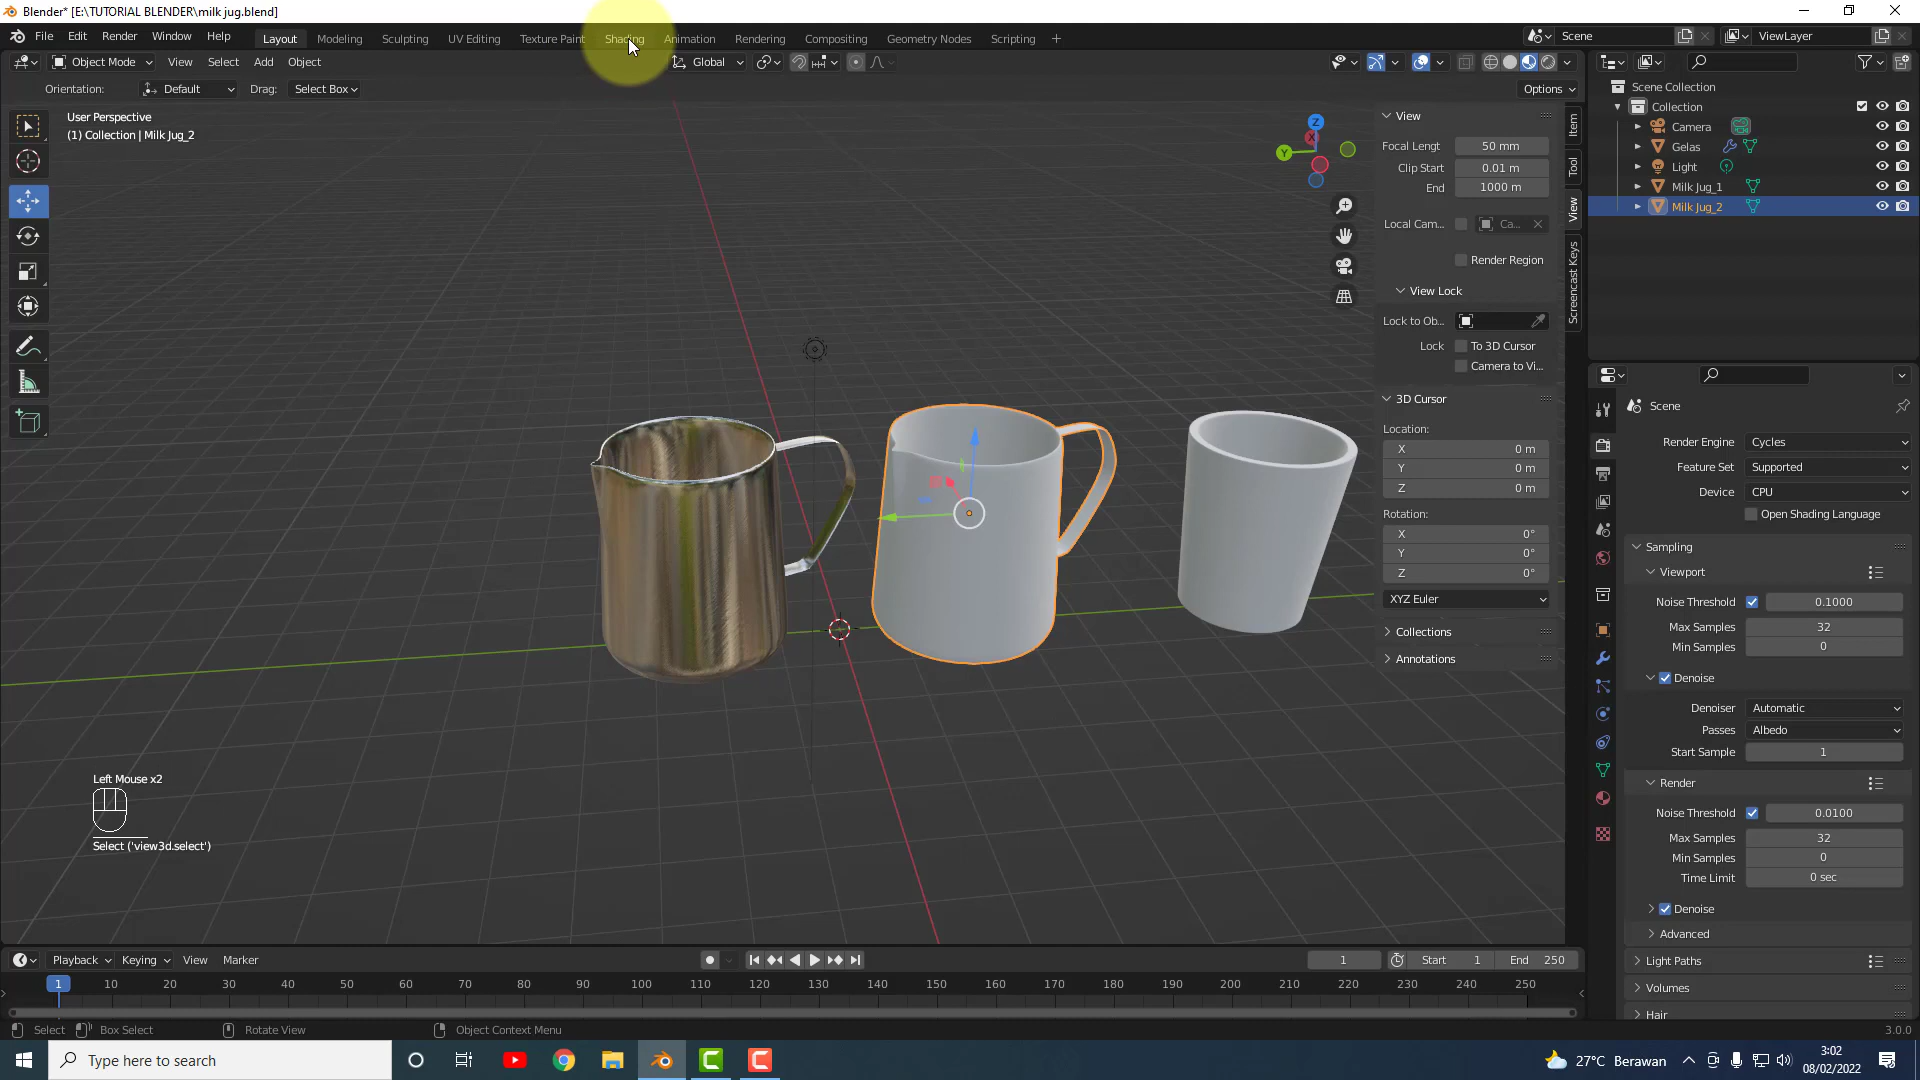 Blender* [E:\TUTORIAL BLENDER\milk jug.blend]
File Edit Render Window Help Layout Modeling Sculpting UV Editing Texture Paint Shading Animation Rendering Compositing Geometry Nodes Scripting + Scene ViewLayer
Object Mode View Select Add Object Global
Orientation: Default Drag: Select Box Options
User Perspective
(1) Collection | Milk Jug_2
Z
X
Y
View
Focal Lengt 50 mm
Clip Start 0.01 m
End 1000 m
Local Cam... Ca...
Render Region
View Lock
Lock to Ob...
Lock To 3D Cursor
Camera to Vi...
3D Cursor
Location:
X 0 m
Y 0 m
Z 0 m
Rotation:
X 0°
Y 0°
Z 0°
XYZ Euler
Collections
Annotations
Item
Tool
View
Screencast Keys
Scene Collection
Collection
Camera
Gelas
Light
Milk Jug_1
Milk Jug_2
Scene
Render Engine Cycles
Feature Set Supported
Device CPU
Open Shading Language
Sampling
Viewport
Noise Threshold 0.1000
Max Samples 32
Min Samples 0
Denoise
Denoiser Automatic
Passes Albedo
Start Sample 1
Render
Noise Threshold 0.0100
Max Samples 32
Min Samples 0
Time Limit 0 sec
Denoise
Advanced
Light Paths
Volumes
Hair
Left Mouse x2
Select ('view3d.select')
Playback Keying View Marker 1 Start 1 End 250
1 10 20 30 40 50 60 70 80 90 100 110 120 130 140 150 160 170 180 190 200 210 220 230 240 250
Select Box Select Rotate View Object Context Menu 3.0.0
Type here to search 27°C Berawan 3:02
08/02/2022